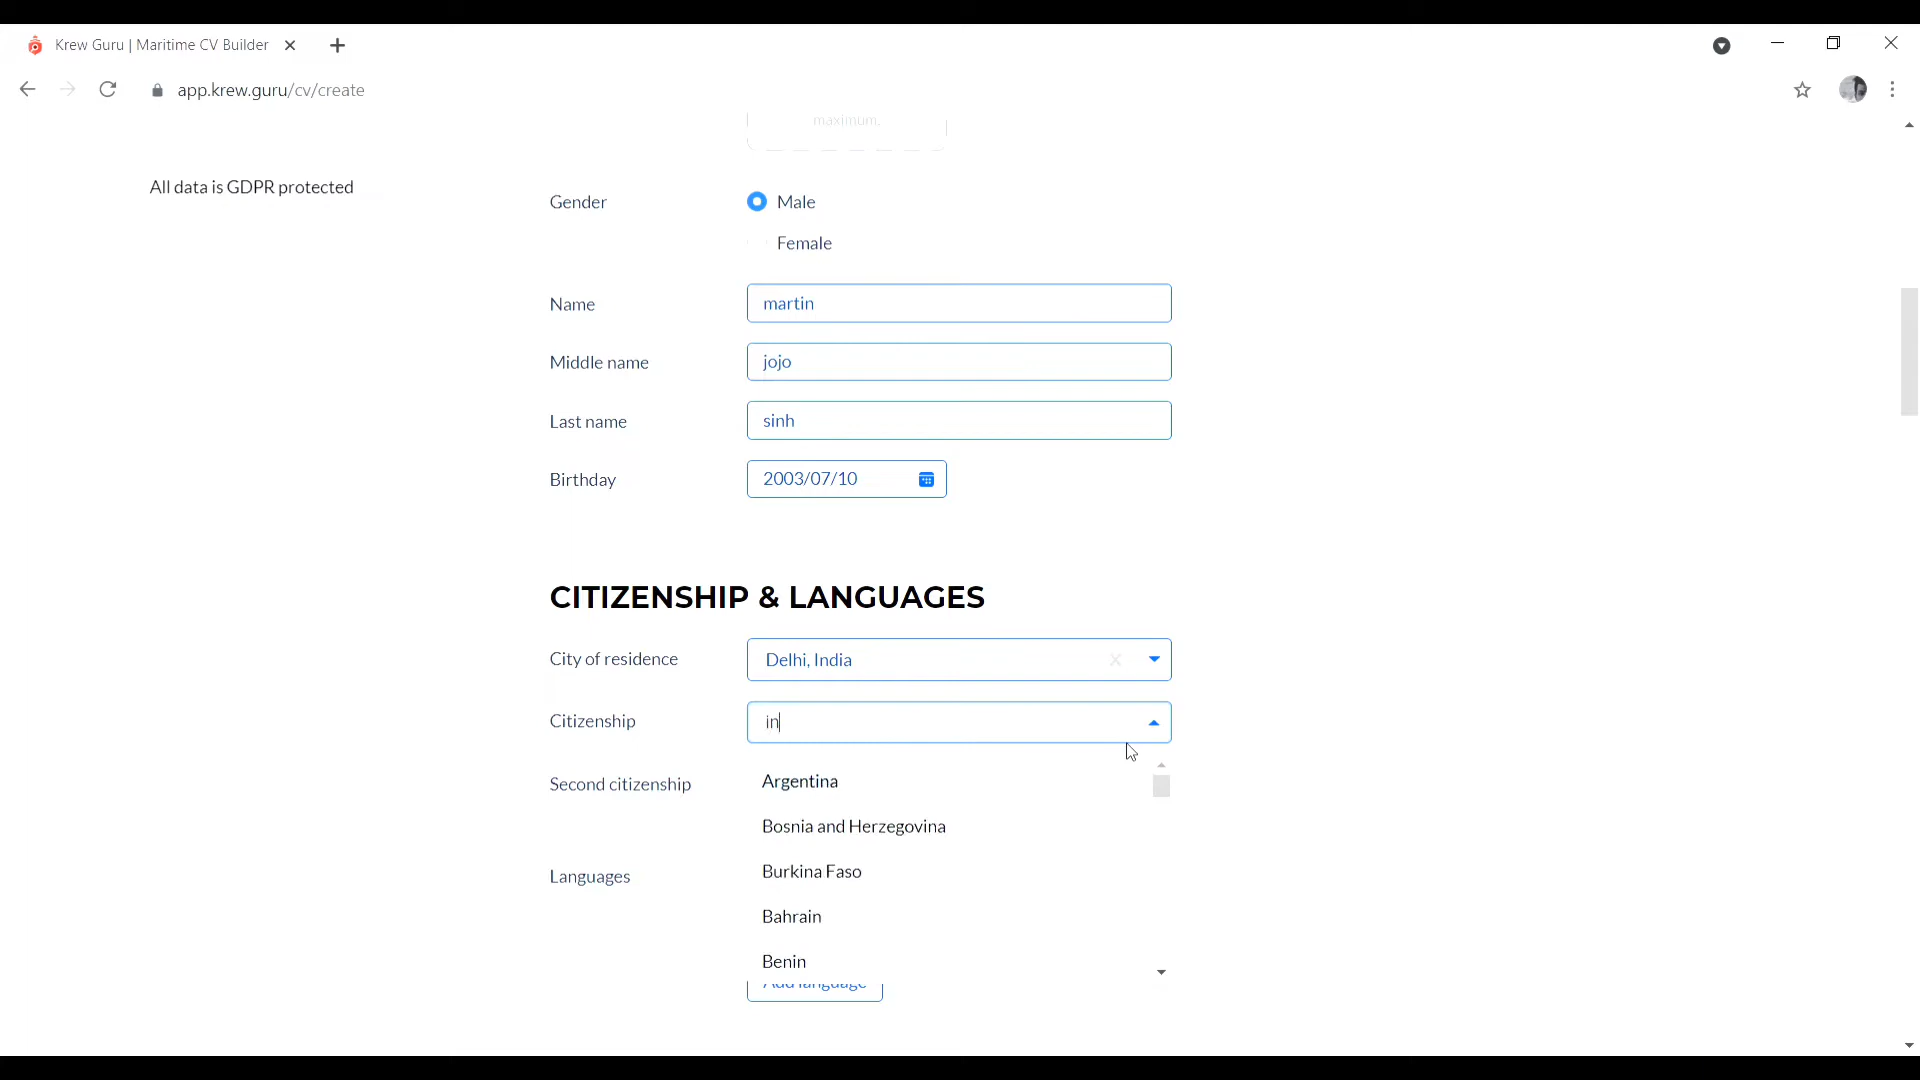 Krew Guru | Maritime CV Builder
app.krew.guru/cv/create
maximum.
All data is GDPR protected
Gender
Male
Female
Name
martin
Middle name
jojo
Last name
sinh
Birthday
2003/07/10
CITIZENSHIP & LANGUAGES
City of residence
Delhi, India
Citizenship
in
Argentina
Second citizenship
Bosnia and Herzegovina
Burkina Faso
Languages
Bahrain
Benin
Add language